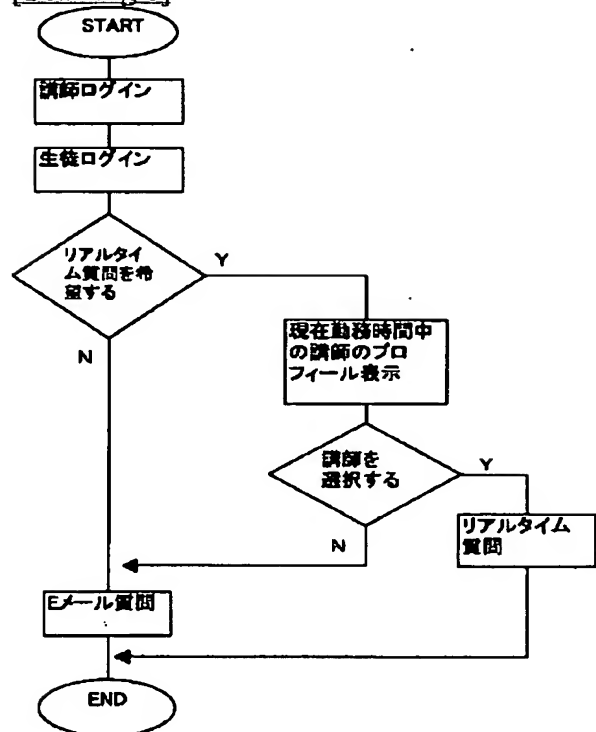 START
講師ログイン
生徒ログイン
リアルタイ
ム質問を希
望する
Y
N
現在勤務時間中
の講師のプロ
フィール表示
講師を
選択する
Y
N
リアルタイム
質問
Eメール質問
END